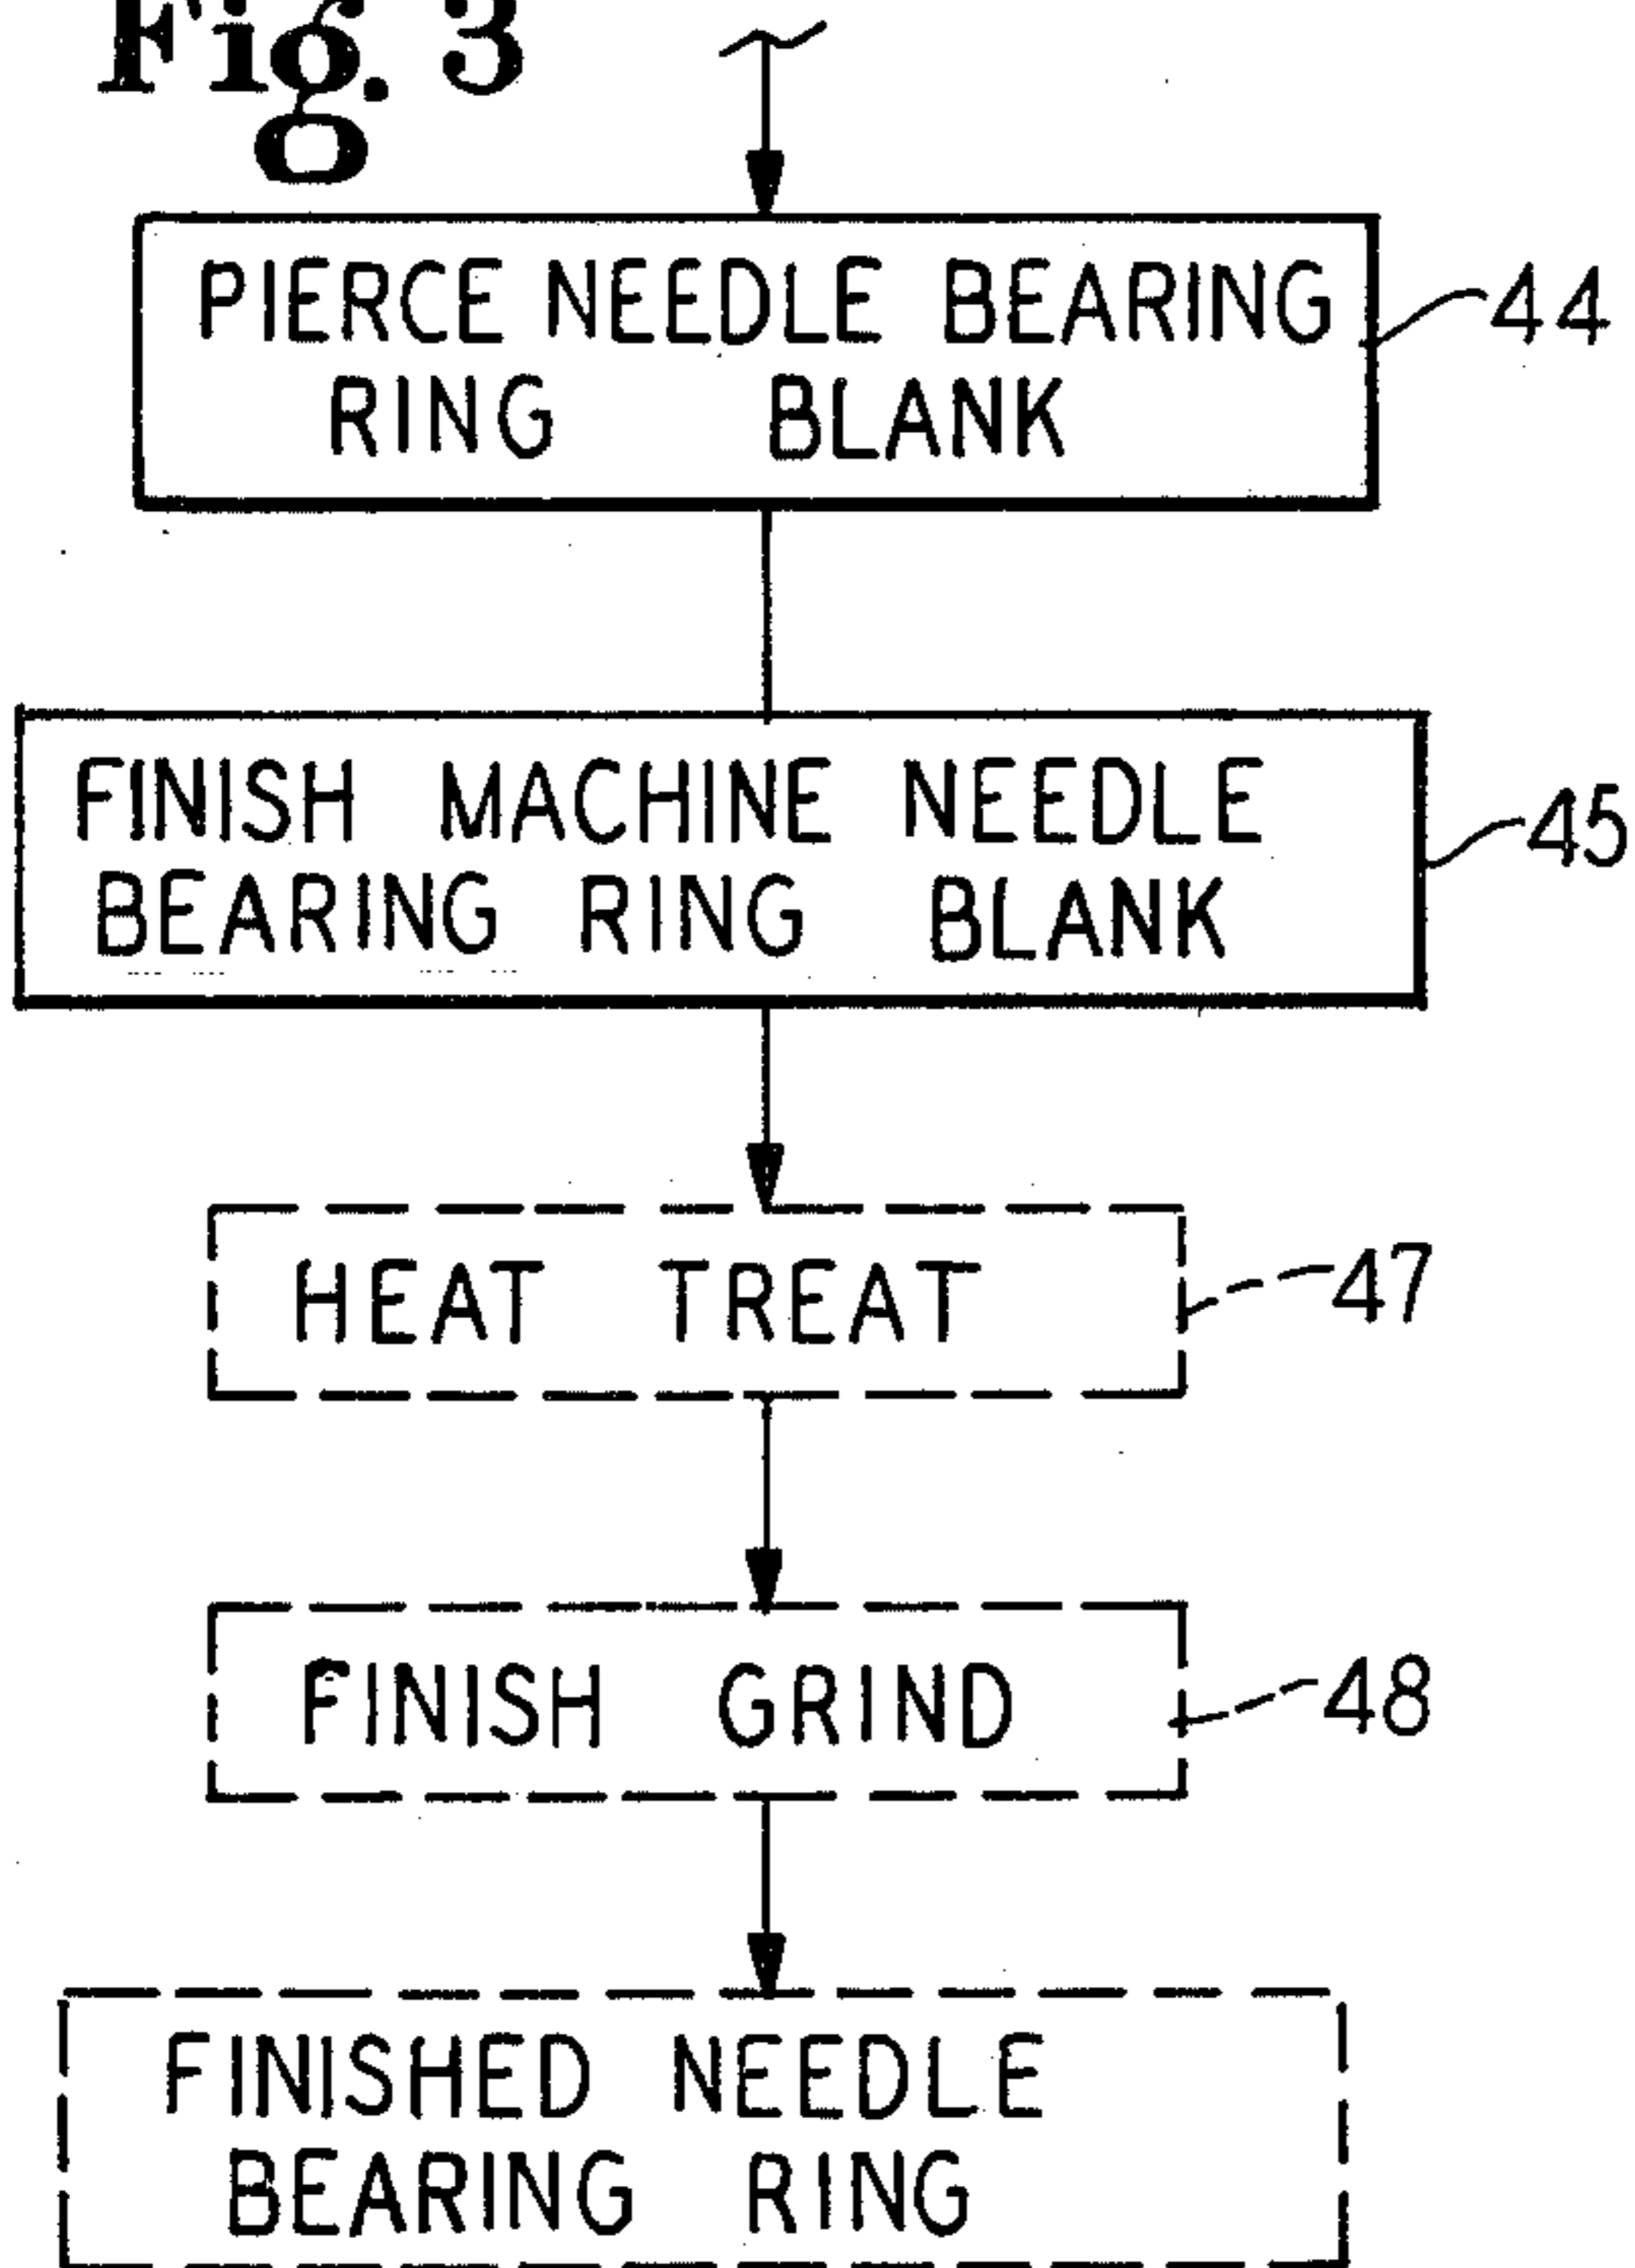 Fig. 3
PIERCE NEEDLE BEARING
RING BLANK
44
FINISH MACHINE NEEDLE
BEARING RING BLANK
45
HEAT TREAT
47
FINISH GRIND
48
FINISHED NEEDLE
BEARING RING